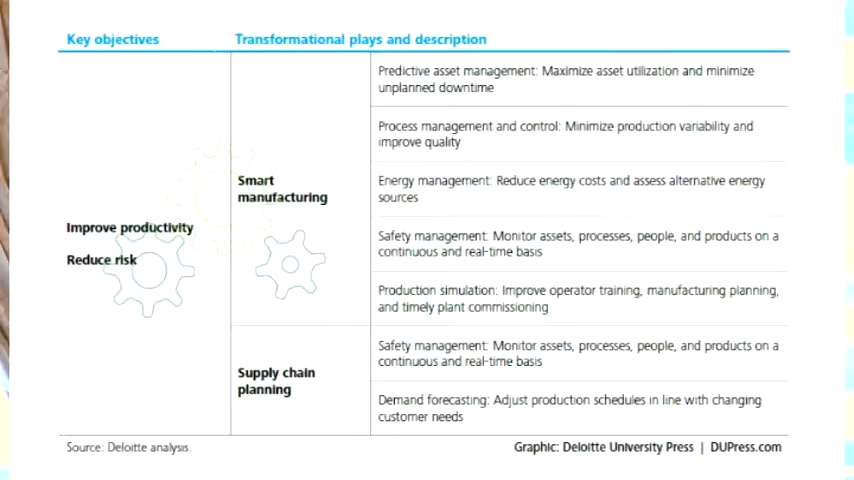 Key objectives
Transformational plays and description
Improve productivity
Reduce risk
Smart
manufacturing
Predictive asset management: Maximize asset utilization and minimize
unplanned downtime
Process management and control: Minimize production variability and
improve quality
Energy management: Reduce energy costs and assess alternative energy
sources
Safety management: Monitor assets, processes, people, and products on a
continuous and real-time basis
Production simulation: Improve operator training, manufacturing planning,
and timely plant commissioning
Supply chain
planning
Safety management: Monitor assets, processes, people, and products on a
continuous and real-time basis
Demand forecasting: Adjust production schedules in line with changing
customer needs
Source: Deloitte analysis.
Graphic: Deloitte University Press | DUPress.com